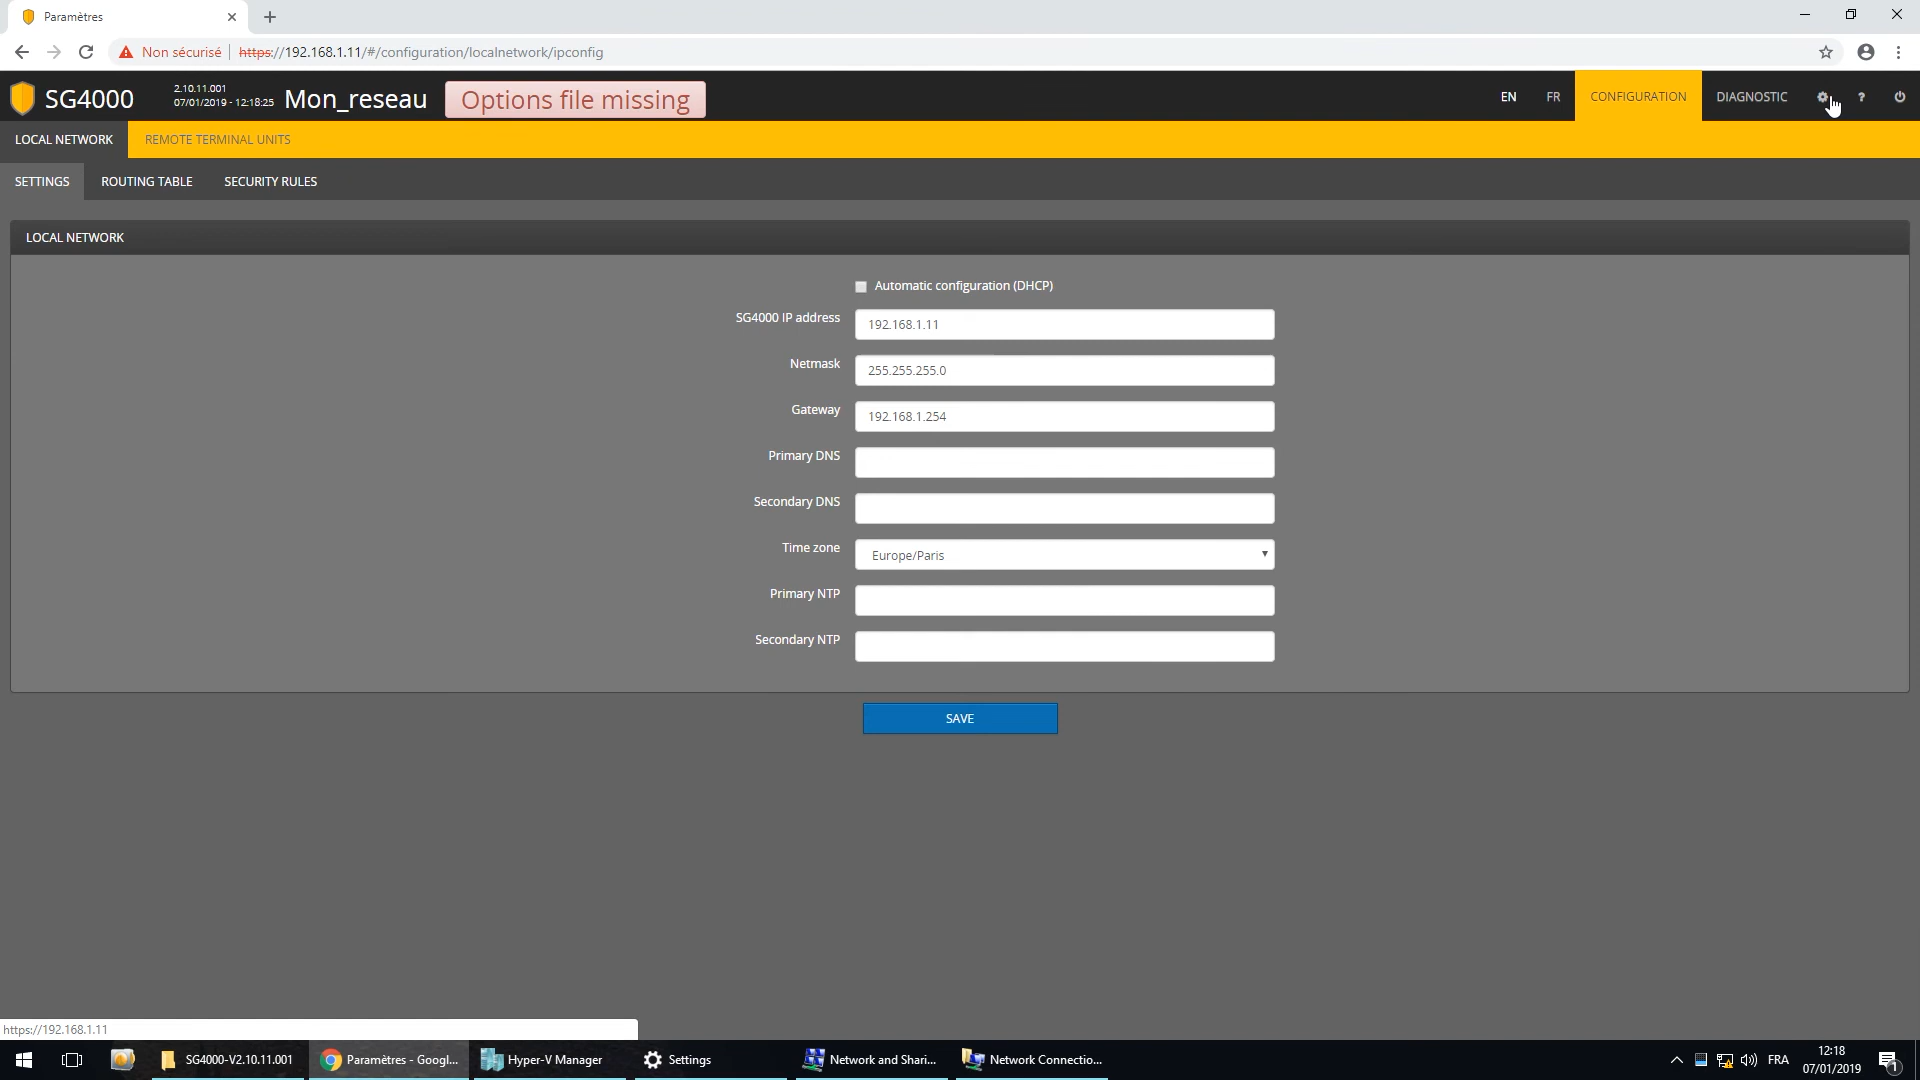 Paramètres
Non sécurisé
https://192.168.1.11/#/configuration/localnetwork/ipconfig
SG4000
2.10.11.001
07/01/2019 - 12:18:25
Mon_reseau
Options file missing
EN
FR
CONFIGURATION
DIAGNOSTIC
?
LOCAL NETWORK
REMOTE TERMINAL UNITS
SETTINGS
ROUTING TABLE
SECURITY RULES
LOCAL NETWORK
Automatic configuration (DHCP)
SG4000 IP address
192.168.1.11
Netmask
255.255.255.0
Gateway
192.168.1.254
Primary DNS
Secondary DNS
Time zone
Europe/Paris
Primary NTP
Secondary NTP
SAVE
https://192.168.1.11
SG4000-V2.10.11.001
Paramètres - Googl...
Hyper-V Manager
Settings
Network and Shari...
Network Connectio...
FRA
12:18
07/01/2019
1